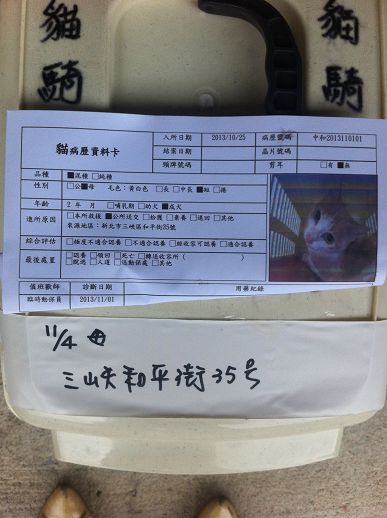 貓騎
貓騎
貓病歷資料卡
入所日期 2013/10/25 病歷號碼 中和2013110101
結案日期 晶片號碼
頸牌號碼 剪耳 □有 ■無
品種 ■混種 □純種
性別 □公 ■母 毛色：黃白色 □長 □中長 ■短 □捲
年齡 2 年 月 □哺乳期 □幼犬 ■成犬
進所原因 □本所救援 ■公所送交 □拾獲 □棄養 □退回 □其他
來源地區：新北市三峽區和平街35號
綜合評估 □極度不適合認養 □不適合認養 □經收容可認養 □適合認養
最後處置 □認養 □領回 □死亡 □轉送收容所（ ）
□脫逃 □人道 □逃動保處 □其他
值班獸師 診斷日期 用藥紀錄
臨時動保員 2013/11/01
11/4 母
三山夾和平街35号